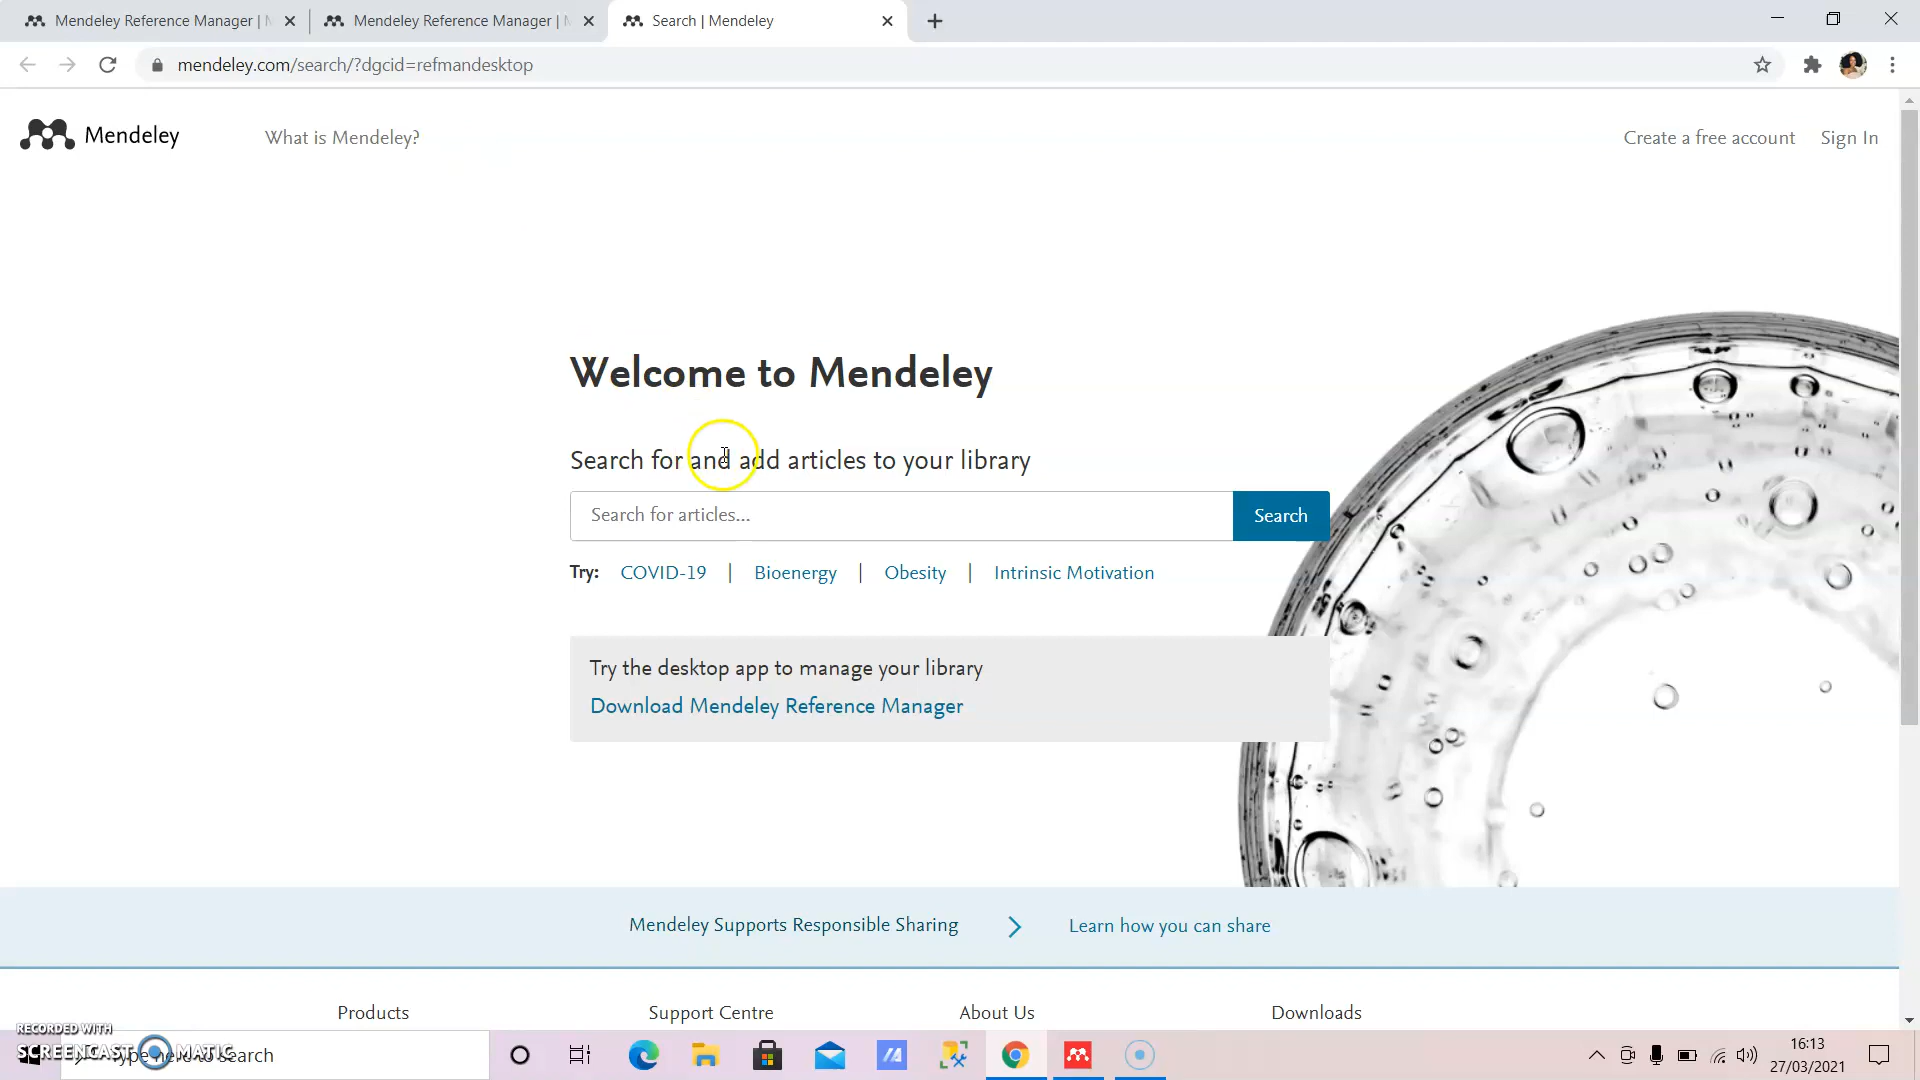 Mendeley Reference Manager |
Mendeley Reference Manager |
Search | Mendeley
mendeley.com/search/?dgcid=refmandesktop
Mendeley
What is Mendeley?
Create a free account
Sign In
Welcome to Mendeley
Search for and add articles to your library
Search for articles...
Search
Try: COVID-19 | Bioenergy | Obesity | Intrinsic Motivation
Try the desktop app to manage your library
Download Mendeley Reference Manager
Mendeley Supports Responsible Sharing
Learn how you can share
Products
Support Centre
About Us
Downloads
RECORDED WITH
SCREENCAST MATIC
Type here to search
16:13
27/03/2021